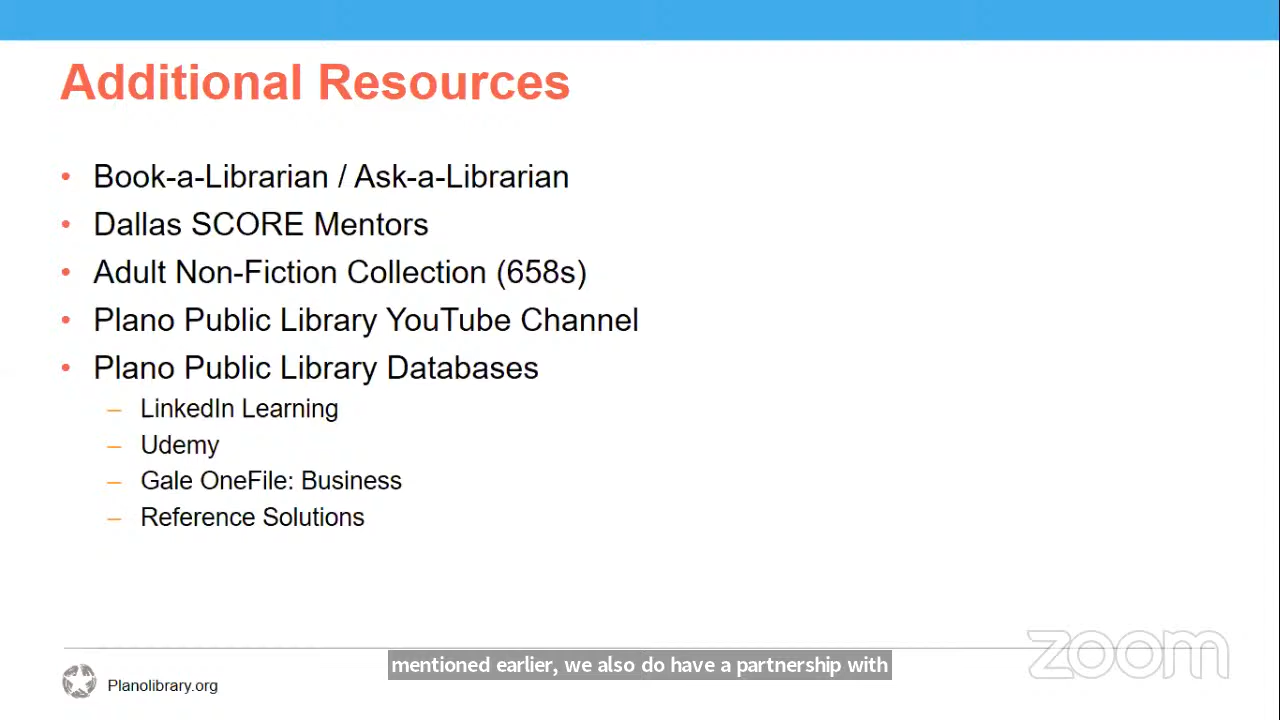 Additional Resources
• Book-a-Librarian / Ask-a-Librarian
• Dallas SCORE Mentors
• Adult Non-Fiction Collection (658s)
• Plano Public Library YouTube Channel
• Plano Public Library Databases
– LinkedIn Learning
– Udemy
– Gale OneFile: Business
– Reference Solutions
zoom
mentioned earlier, we also do have a partnership with
Planolibrary.org